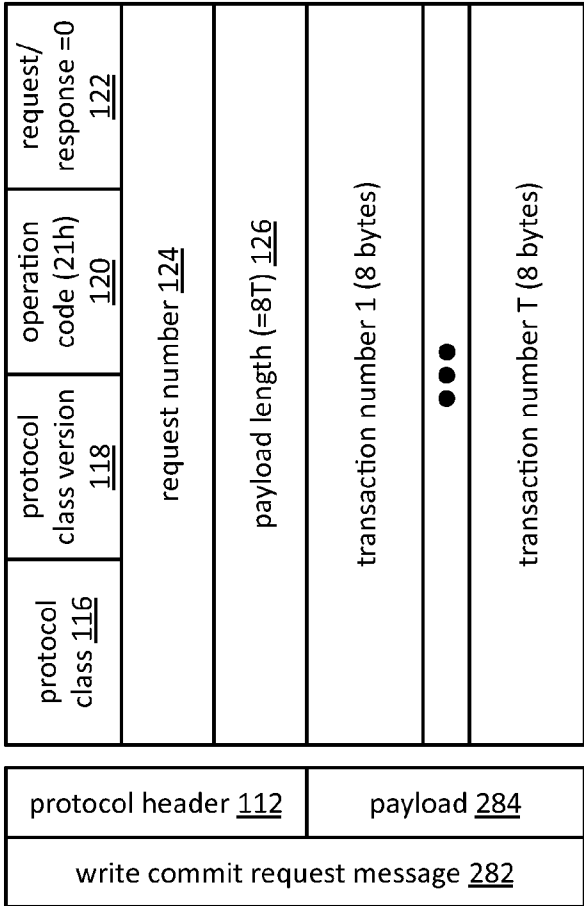 protocol
class 116
protocol
class version
118
operation
code (21h)
120
request/
response =0
122
request number 124
payload length (=8T) 126
transaction number 1 (8 bytes)
transaction number T (8 bytes)
protocol header 112
payload 284
write commit request message 282